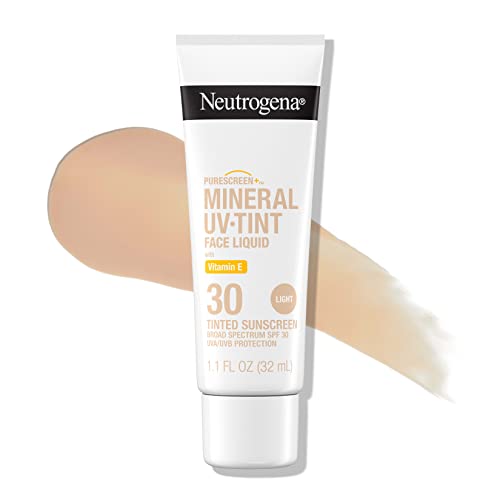 Neutrogena®
PURESCREEN+™
MINERAL
UV•TINT
FACE LIQUID
with
Vitamin E
30
LIGHT
TINTED SUNSCREEN
BROAD SPECTRUM SPF 30
UVA/UVB PROTECTION
1.1 FL OZ (32 mL)